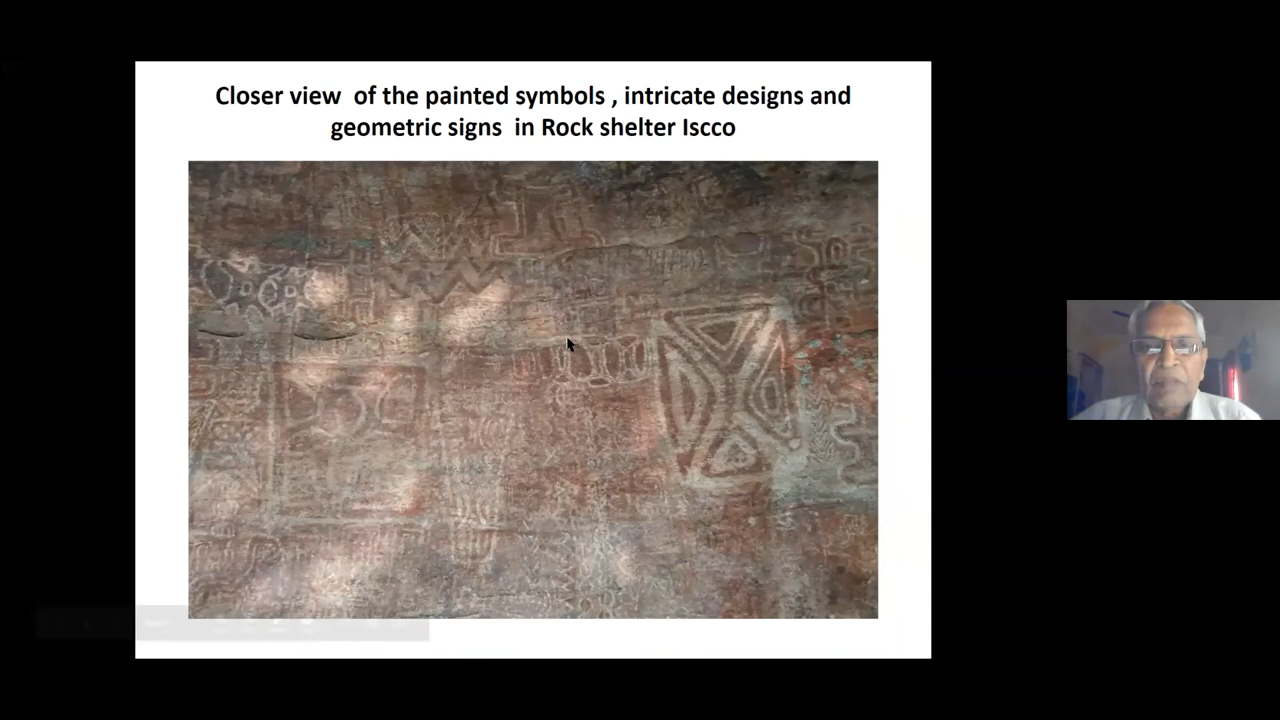 Closer view  of the painted symbols , intricate designs and
geometric signs  in Rock shelter Iscco